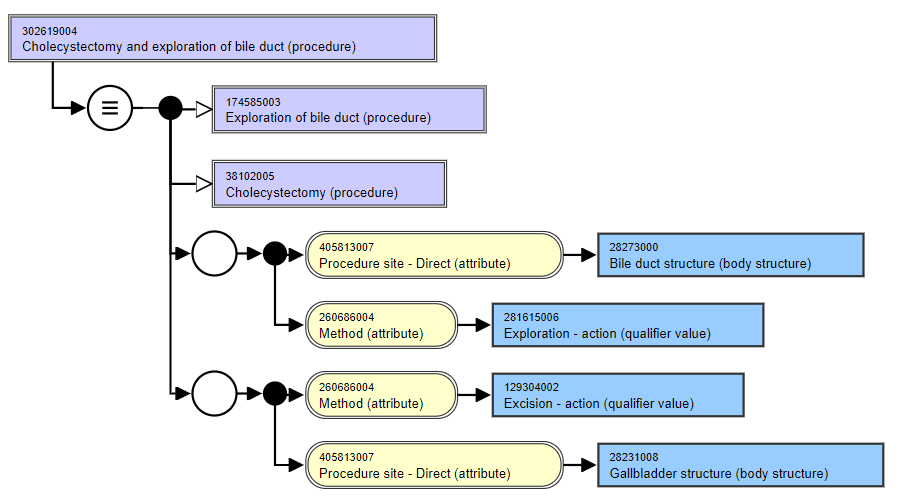 302619004
Cholecystectomy and exploration of bile duct (procedure)
174585003
Exploration of bile duct (procedure)
38102005
Cholecystectomy (procedure)
405813007
Procedure site - Direct (attribute)
28273000
Bile duct structure (body structure)
260686004
Method (attribute)
281615006
Exploration - action (qualifier value)
260686004
Method (attribute)
129304002
Excision - action (qualifier value)
405813007
Procedure site - Direct (attribute)
28231008
Gallbladder structure (body structure)